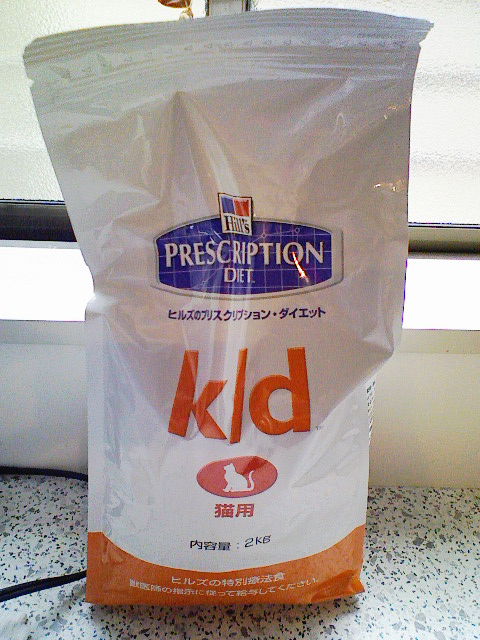 Hill's
PRESCRIPTION
DIET™
ヒルズのプリスクリプション・ダイエット
k/d™
猫用
内容量:2kg
ヒルズの特別療法食
獣医師の指示に従って給与してください。